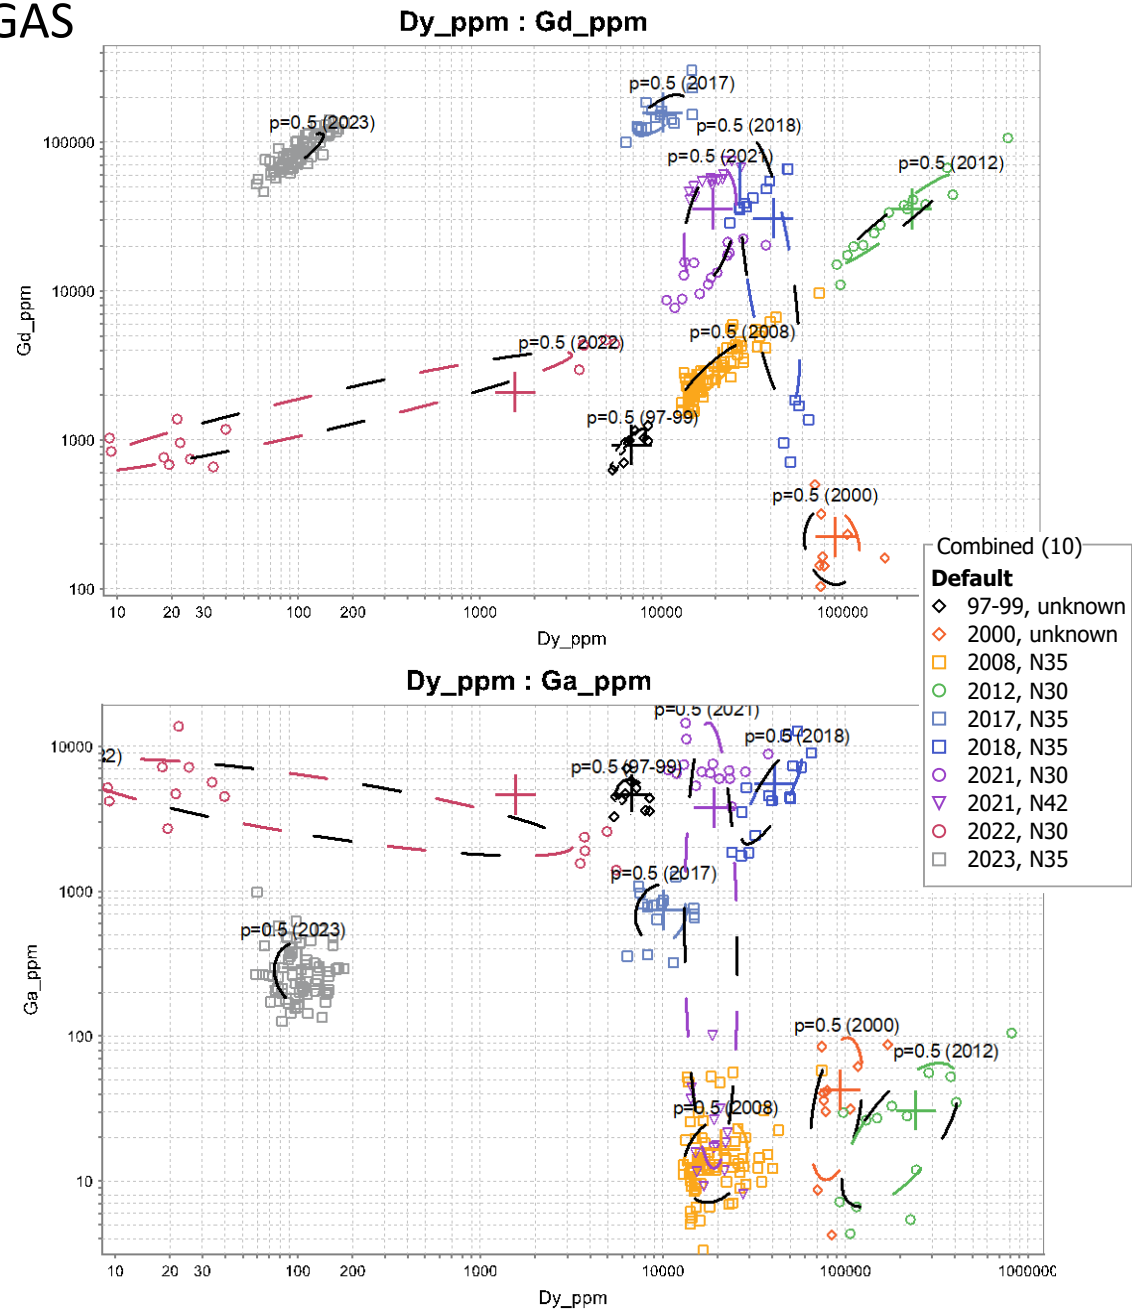 GAS
Dy_ppm : Gd_ppm
p=0.5 (2017)
p=0.5 (2023)
p=0.5 (2018)
100000
p=0.5 (2021)
p=0.5 (2012)
Gd_ppm
10000
p=0.5 (2008)
p=0.5 (2022)
p=0.5 (97-99)
1000
p=0.5 (2000)
100
10 20 30 100 200 1000 10000 100000
Dy_ppm
Combined (10)
Default
97-99, unknown
2000, unknown
2008, N35
2012, N30
2017, N35
2018, N35
2021, N30
2021, N42
2022, N30
2023, N35
Dy_ppm : Ga_ppm
p=0.5 (2021)
p=0.5 (2018)
10000
2)
p=0.5 (97-99)
p=0.5 (2017)
1000
p=0.5 (2023)
Ga_ppm
p=0.5 (2000)
100
p=0.5 (2012)
p=0.5 (2008)
10
10 20 30 100 200 1000 10000 100000 1000000
Dy_ppm